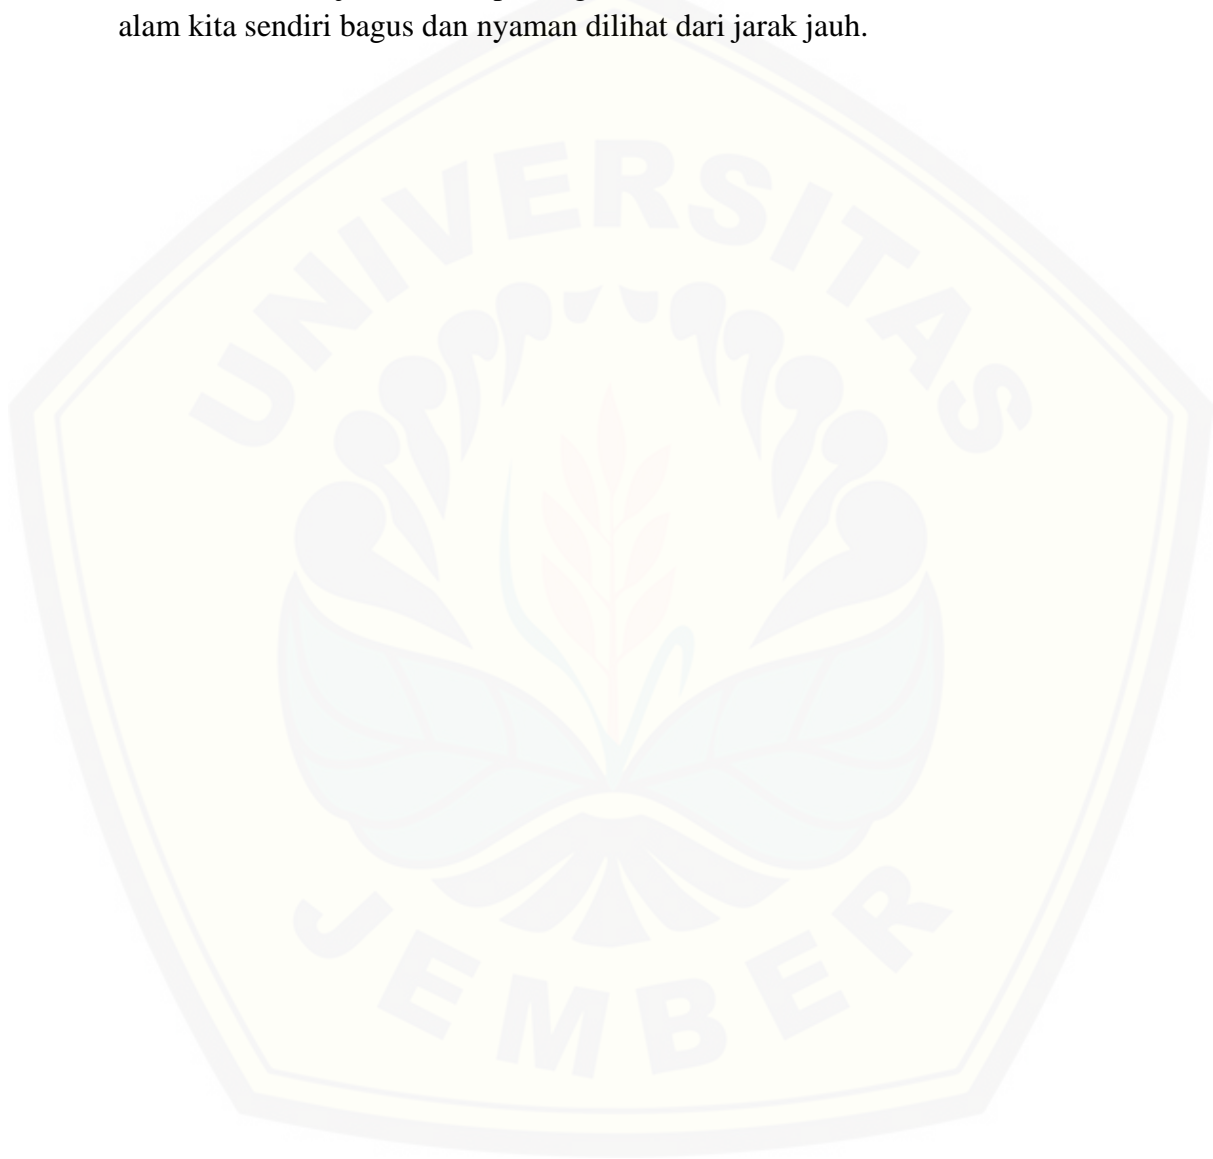 alam kita sendiri bagus dan nyaman dilihat dari jarak jauh.
UNIVERSITAS
JEMBER